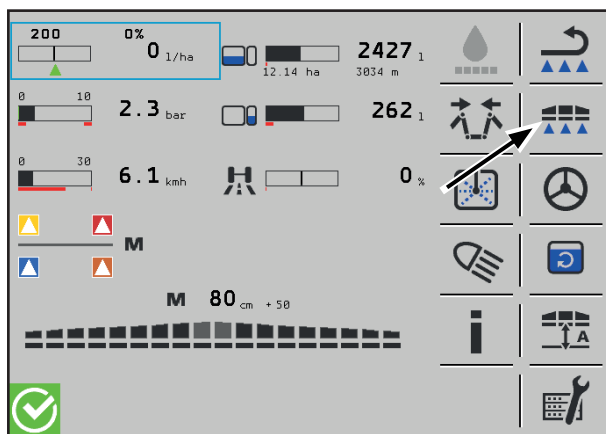 200 0%
0 l/ha
2427 l
12.14 ha 3034 m
0 10
2.3 bar
262 l
0 30
6.1 kmh
0 %
M
M 80 cm +50
i
A